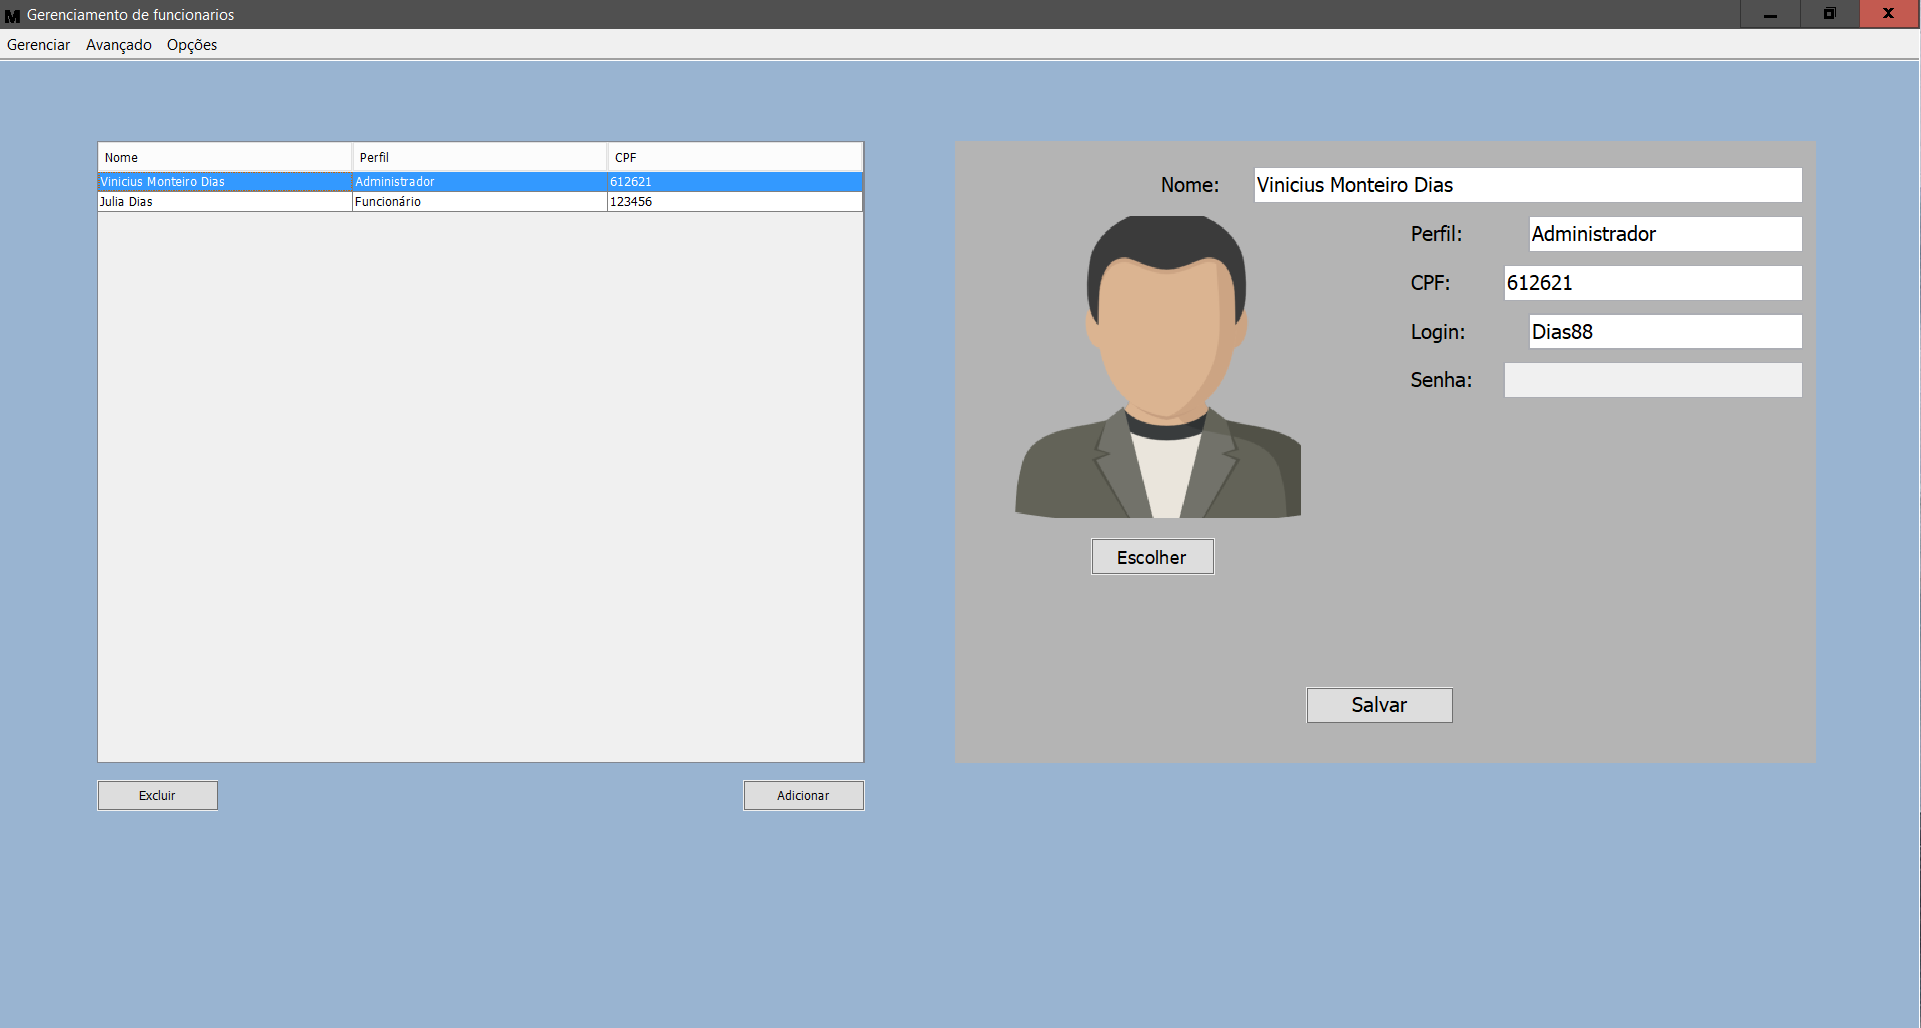 M Gerenciamento de funcionarios
Gerenciar Avançado Opções
Nome Perfil CPF
Vinicius Monteiro Dias Administrador 612621
Julia Dias Funcionário 123456
Excluir Adicionar
Nome: Vinicius Monteiro Dias
Perfil: Administrador
CPF: 612621
Login: Dias88
Senha:
Escolher
Salvar